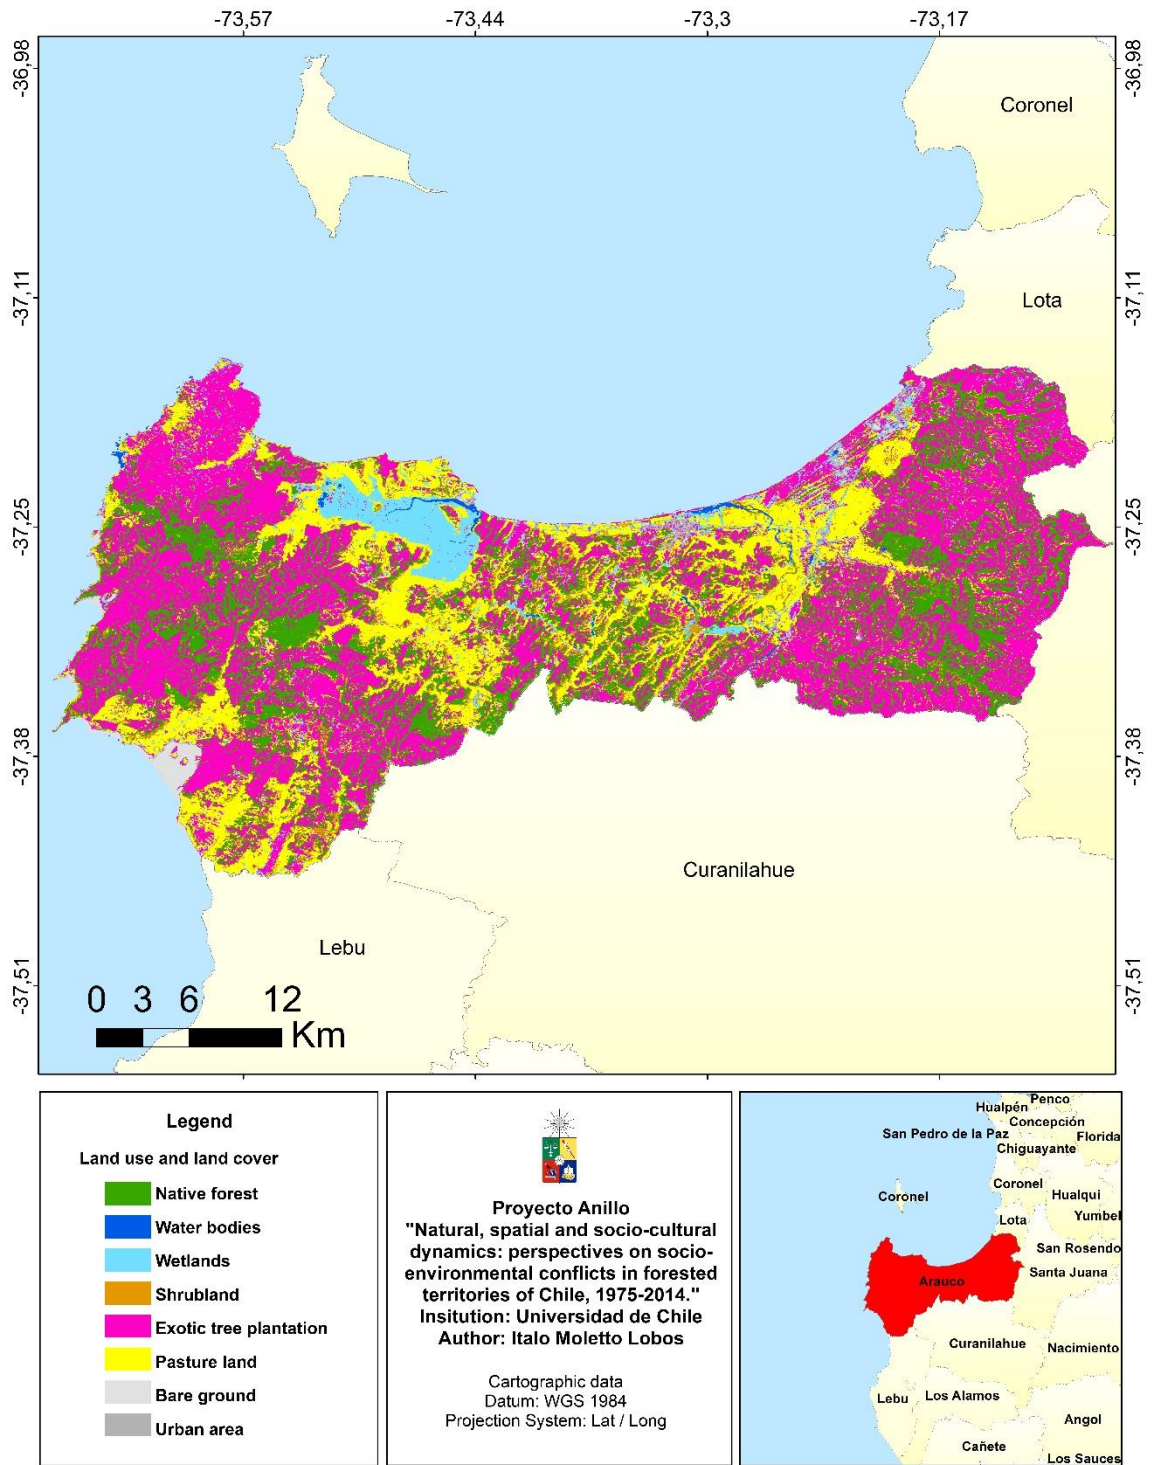 -73,57
-73,44
-73,3
-73,17
-36,98
-36,98
Coronel
-37,11
Lota
-37,11
-37,25
-37,25
-37,38
-37,38
Curanilahue
Lebu
-37,51
-37,51
0 3 6 12
Km
Legend
Land use and land cover
Native forest
Water bodies
Wetlands
Shrubland
Exotic tree plantation
Pasture land
Bare ground
Urban area
Proyecto Anillo
"Natural, spatial and socio-cultural
dynamics: perspectives on socio-
environmental conflicts in forested
territories of Chile, 1975-2014."
Insitution: Universidad de Chile
Author: Italo Moletto Lobos
Cartographic data
Datum: WGS 1984
Projection System: Lat / Long
Penco
Hualpén
Concepción
San Pedro de la Paz
Florida
Chiguayante
Coronel
Coronel
Hualqui
Lota
Yumbel
San Rosendo
Arauco
Santa Juana
Curanilahue
Nacimiento
Lebu
Los Alamos
Angol
Cañete
Los Sauces